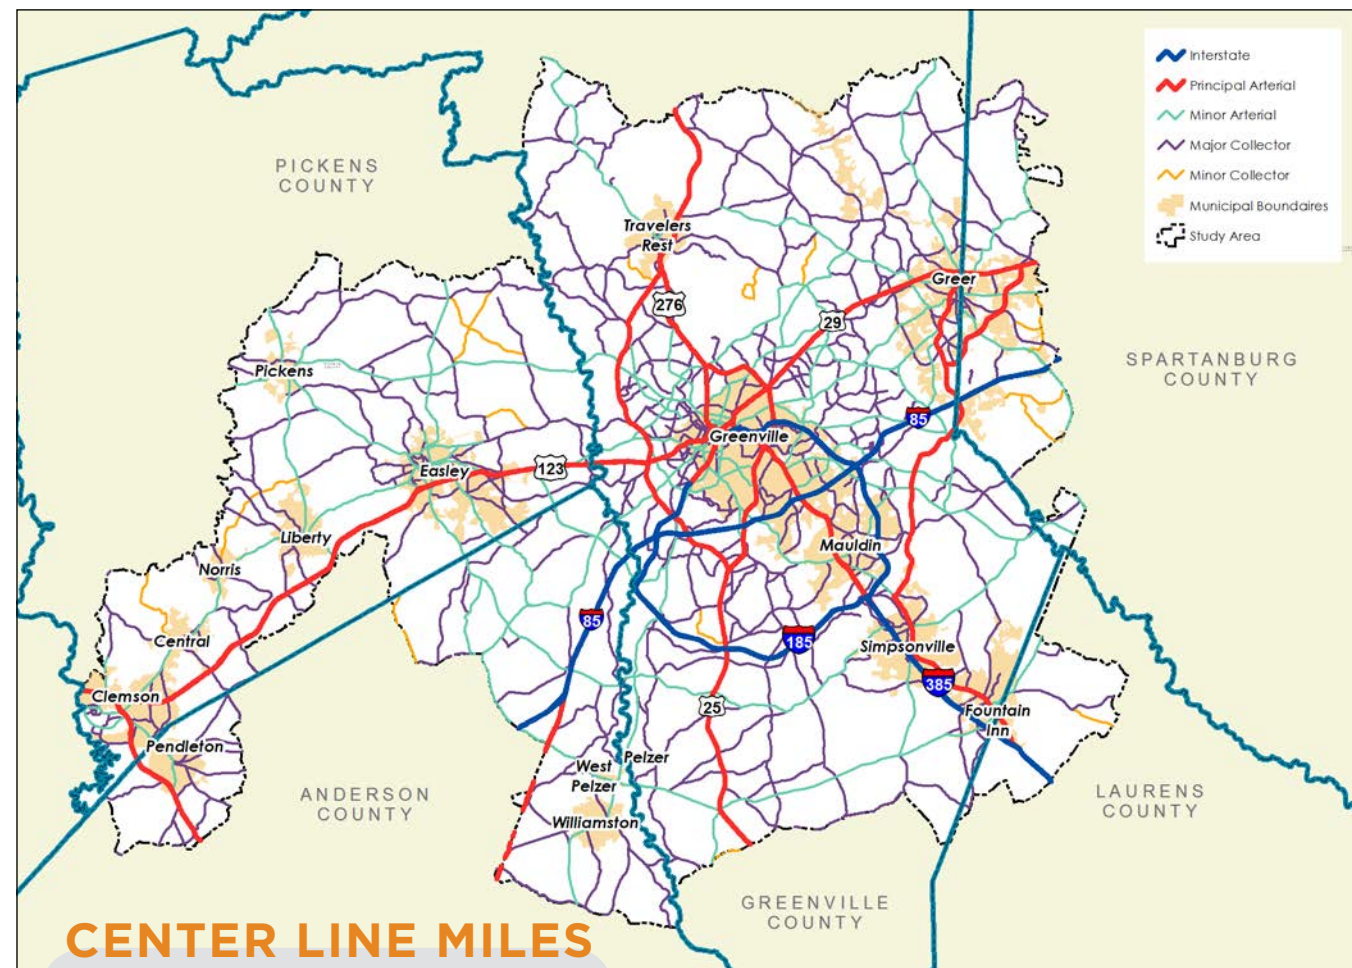 Interstate
Principal Arterial
Minor Arterial
Major Collector
Minor Collector
Municipal Boundaires
Study Area
PICKENS
COUNTY
Travelers
Rest
276
29
Greer
SPARTANBURG
COUNTY
Pickens
85
Greenville
Easley
123
Liberty
Norris
Mauldin
Central
85
185
Simpsonville
385
Clemson
25
Fountain
Inn
Pendleton
West
Pelzer
Pelzer
Williamston
ANDERSON
COUNTY
LAURENS
COUNTY
GREENVILLE
COUNTY
CENTER LINE MILES